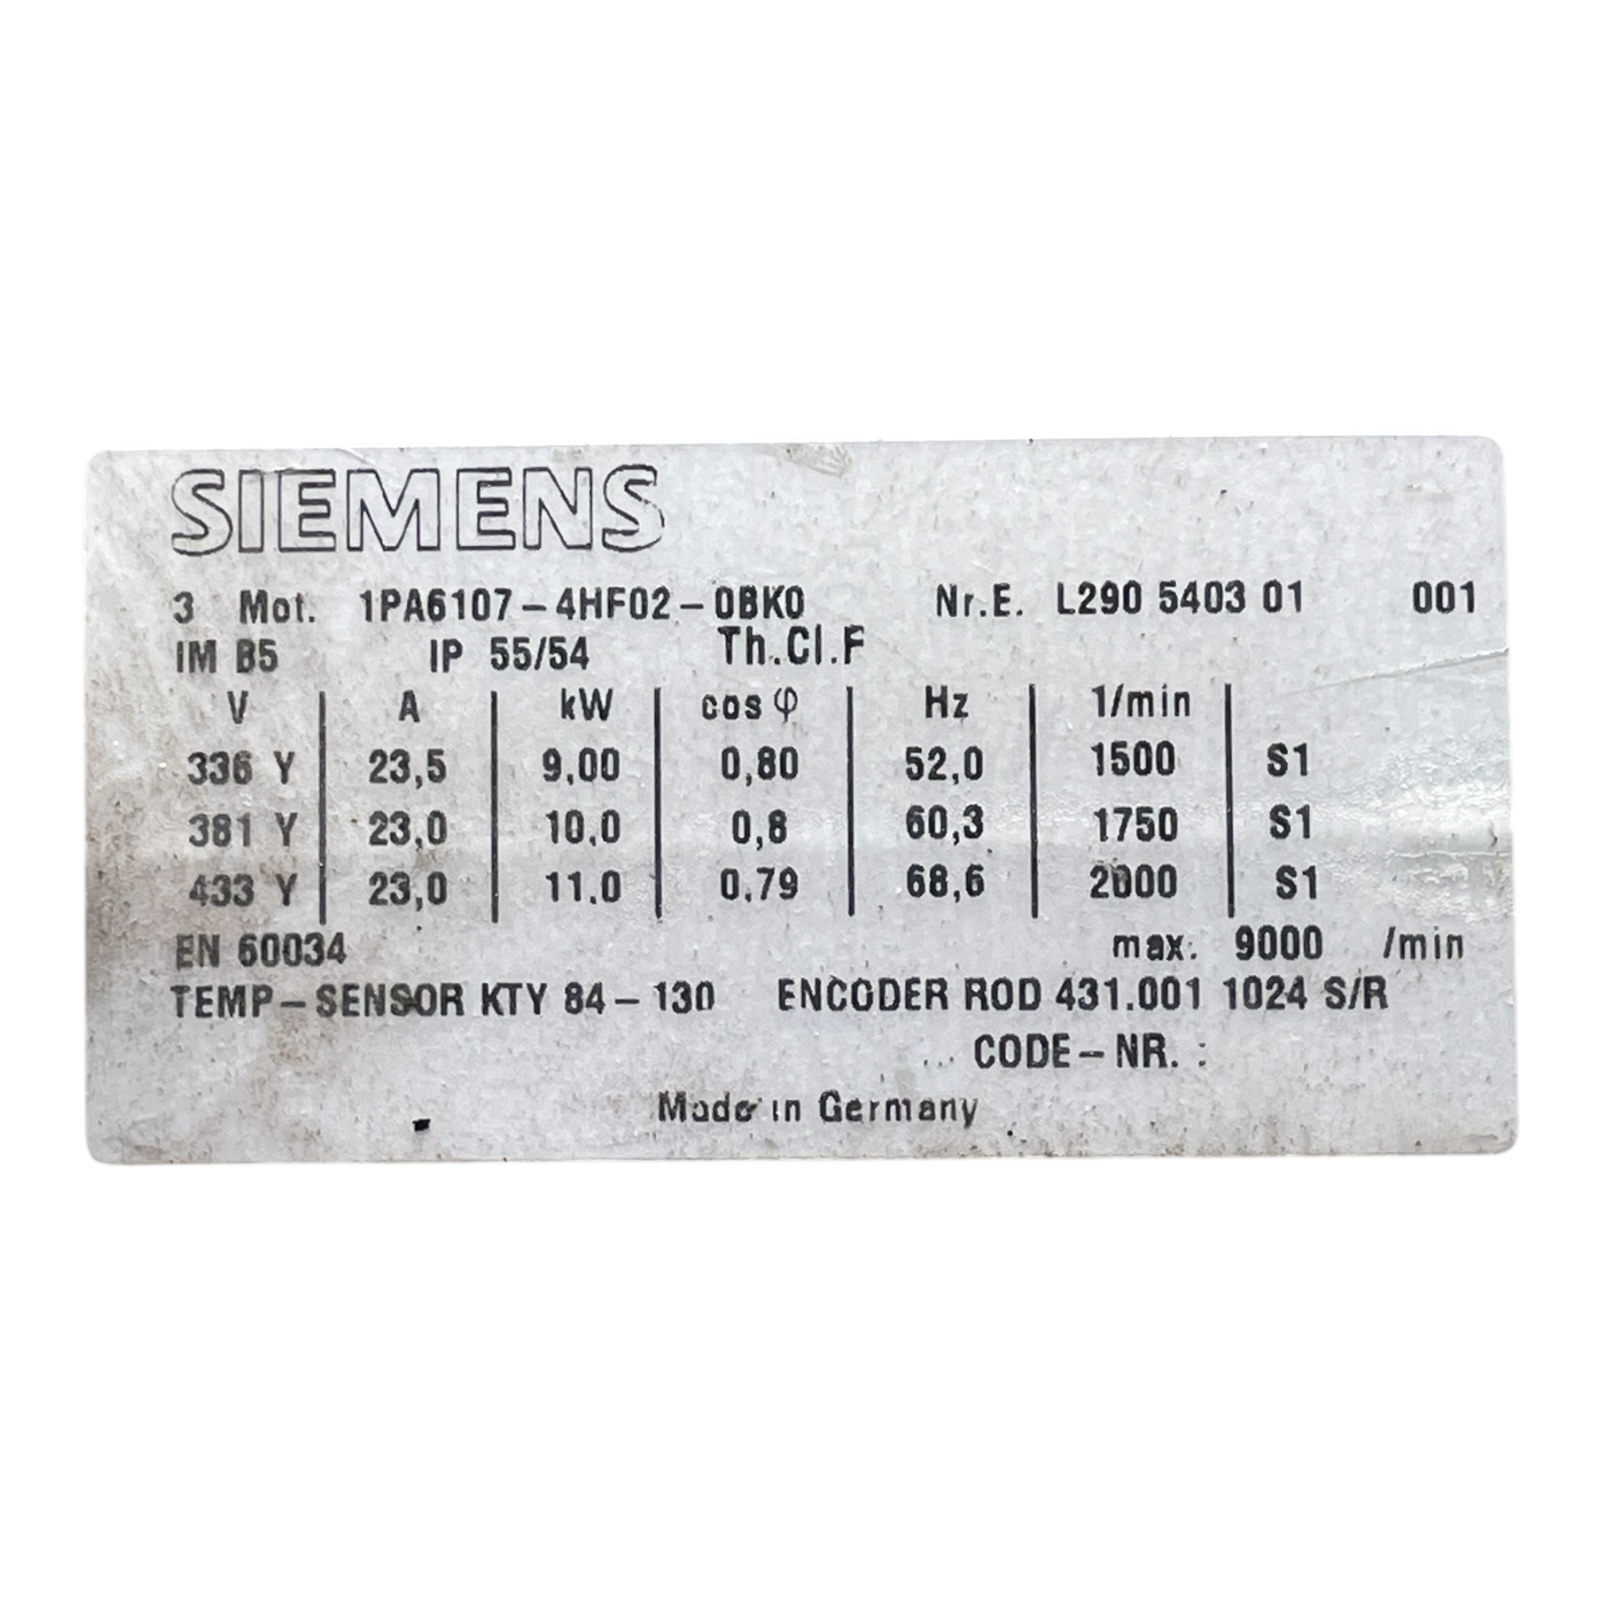 SIEMENS
3 Mot. 1PA6107-4HF02-0BK0 Nr.E. L290 5403 01 001
IM B5 IP 55/54 Th.Cl.F
V A kW cos φ Hz 1/min
336 Y 23,5 9,00 0,80 52,0 1500 S1
381 Y 23,0 10,0 0,8 60,3 1750 S1
433 Y 23,0 11.0 0.79 68,6 2000 S1
EN 60034 max. 9000 /min
TEMP-SENSOR KTY 84-130 ENCODER ROD 431.001 1024 S/R
CODE-NR. :
Made in Germany